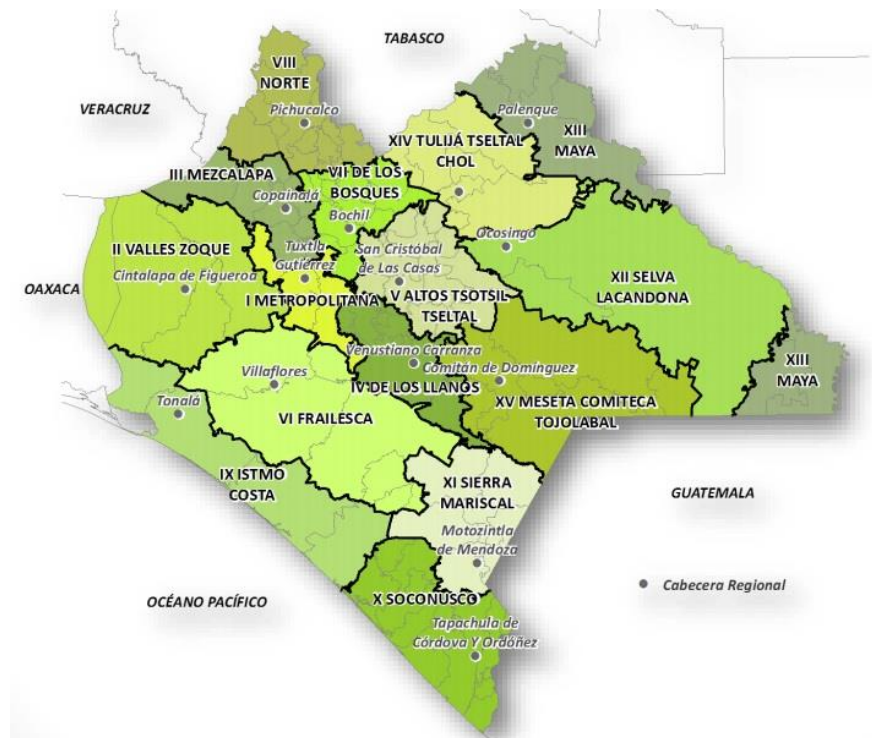 TABASCO
VIII
NORTE
Pichucalco
VERACRUZ
Palenque
XIII
MAYA
XIV TULIJÁ TSELTAL
CHOL
III MEZCALAPA
VII DE LOS
BOSQUES
Copainalá
Bochil
II VALLES ZOQUE
Cintalapa de Figueroa
Tuxtla
Gutiérrez
San Cristóbal
de Las Casas
Ocosingo
XII SELVA
LACANDONA
OAXACA
I METROPOLITANA
V ALTOS TSOTSIL
TSELTAL
Venustiano Carranza
Comitán de Domínguez
XIII
MAYA
Villaflores
IV DE LOS LLANOS
XV MESETA COMITECA
TOJOLABAL
Tonalá
VI FRAILESCA
IX ISTMO
COSTA
XI SIERRA
MARISCAL
GUATEMALA
Motozintla
de Mendoza
Cabecera Regional
OCÉANO PACÍFICO
X SOCONUSCO
Tapachula de
Córdova Y Ordóñez